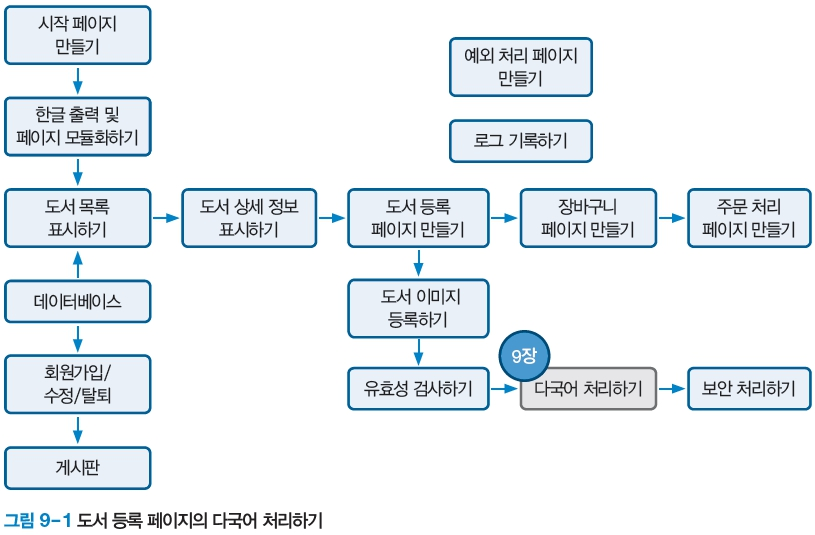 시작 페이지
만들기
예외 처리 페이지
만들기
한글 출력 및
페이지 모듈화하기
로그 기록하기
도서 목록
표시하기
도서 상세 정보
표시하기
도서 등록
페이지 만들기
장바구니
페이지 만들기
주문 처리
페이지 만들기
데이터베이스
도서 이미지
등록하기
9장
회원가입/
수정/탈퇴
유효성 검사하기
다국어 처리하기
보안 처리하기
게시판
그림 9-1 도서 등록 페이지의 다국어 처리하기